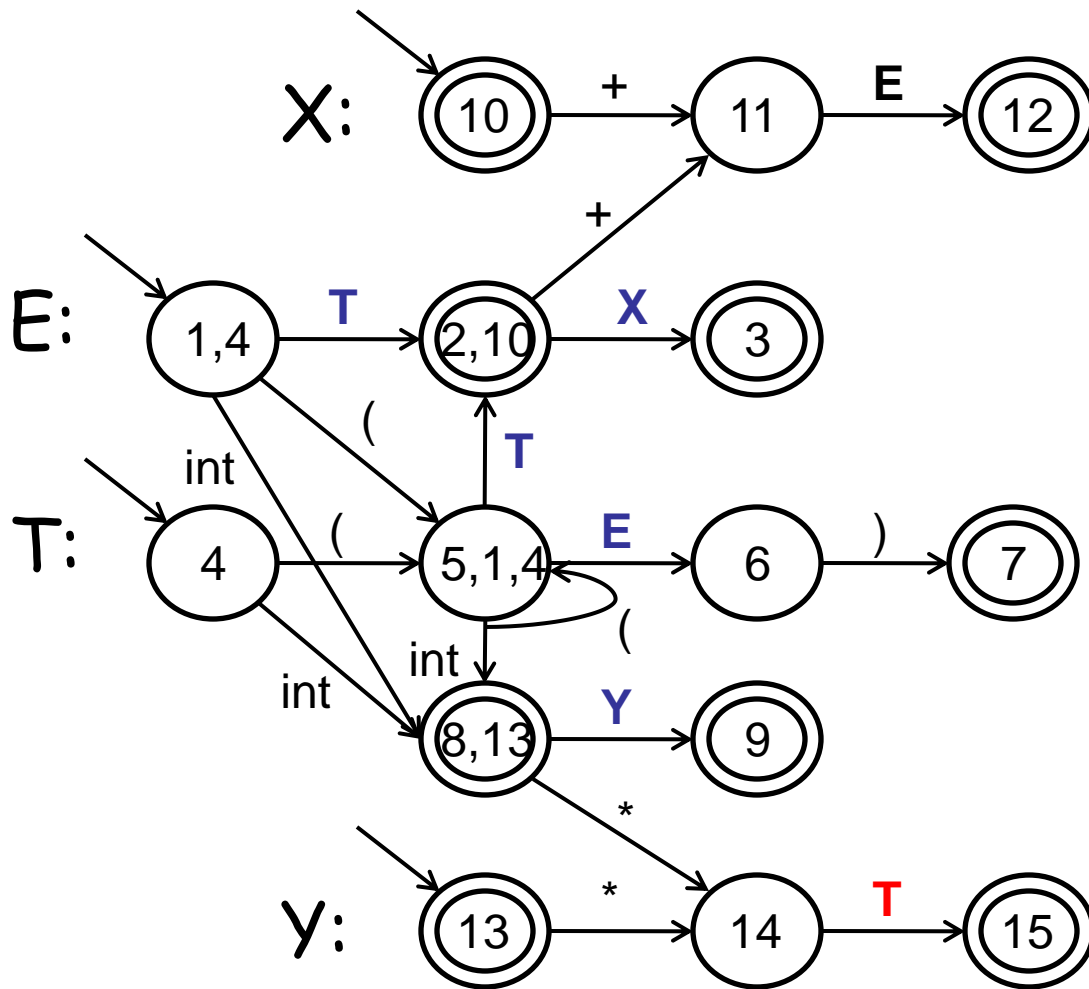 X: 10 + 11 E 12
+
E: 1,4 T 2,10 X 3
(
int T
T: 4 ( 5,1,4 E 6 ) 7
(
int int
8,13 Y 9
*
Y: 13 * 14 T 15